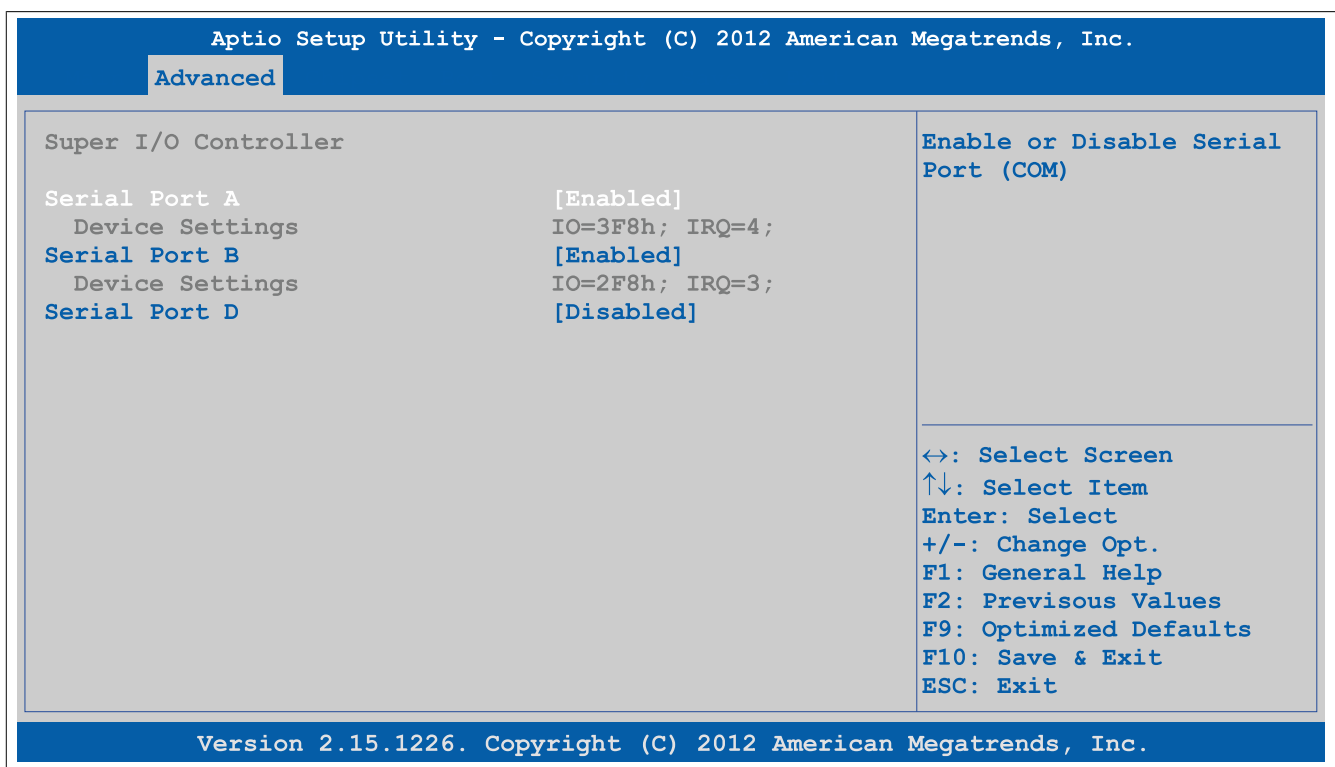 Aptio Setup Utility - Copyright (C) 2012 American Megatrends, Inc.
Advanced
Super I/O Controller
Serial Port A [Enabled]
Device Settings IO=3F8h; IRQ=4;
Serial Port B [Enabled]
Device Settings IO=2F8h; IRQ=3;
Serial Port D [Disabled]
Enable or Disable Serial
Port (COM)
↔: Select Screen
↑↓: Select Item
Enter: Select
+/-: Change Opt.
F1: General Help
F2: Previsous Values
F9: Optimized Defaults
F10: Save & Exit
ESC: Exit
Version 2.15.1226. Copyright (C) 2012 American Megatrends, Inc.